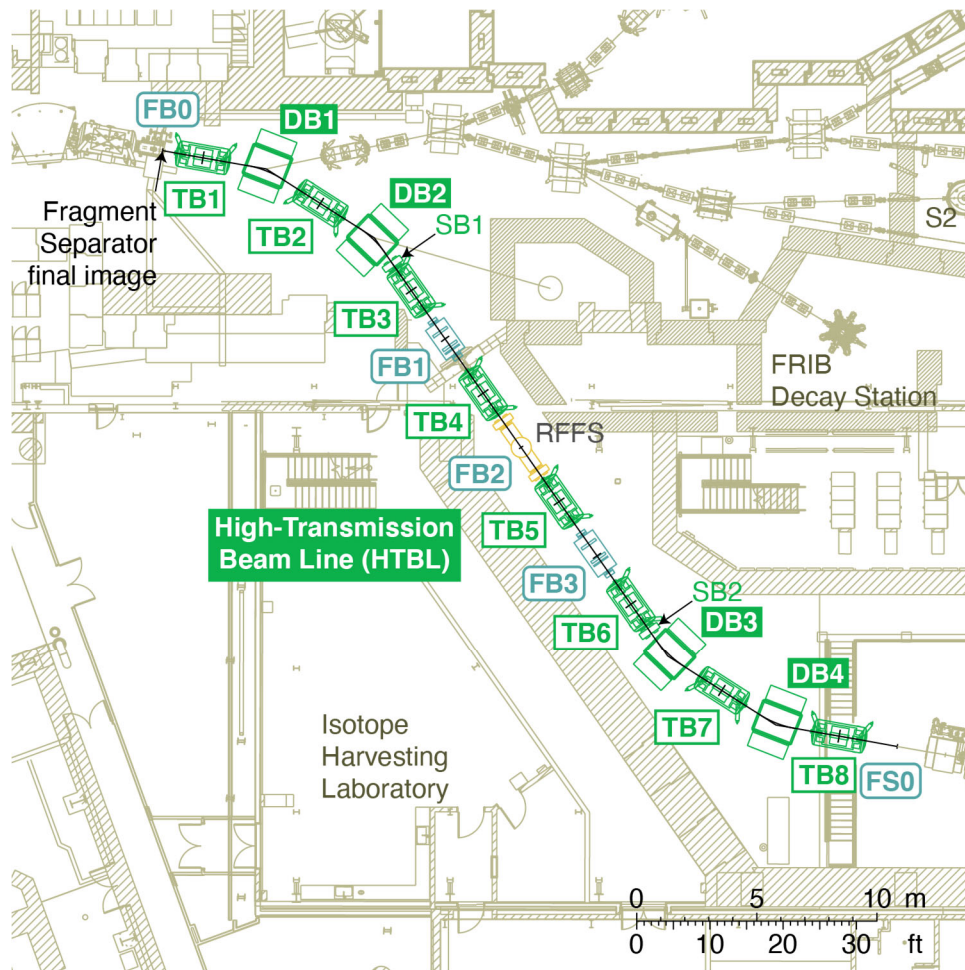 FB0
DB1
TB1
Fragment
Separator
final image
DB2
SB1
TB2
S2
TB3
FB1
FRIB
Decay Station
TB4
RFFS
FB2
High-Transmission
Beam Line (HTBL)
TB5
FB3
SB2
DB3
TB6
DB4
TB7
Isotope
Harvesting
Laboratory
TB8
FS0
0 5 10 m
0 10 20 30 ft